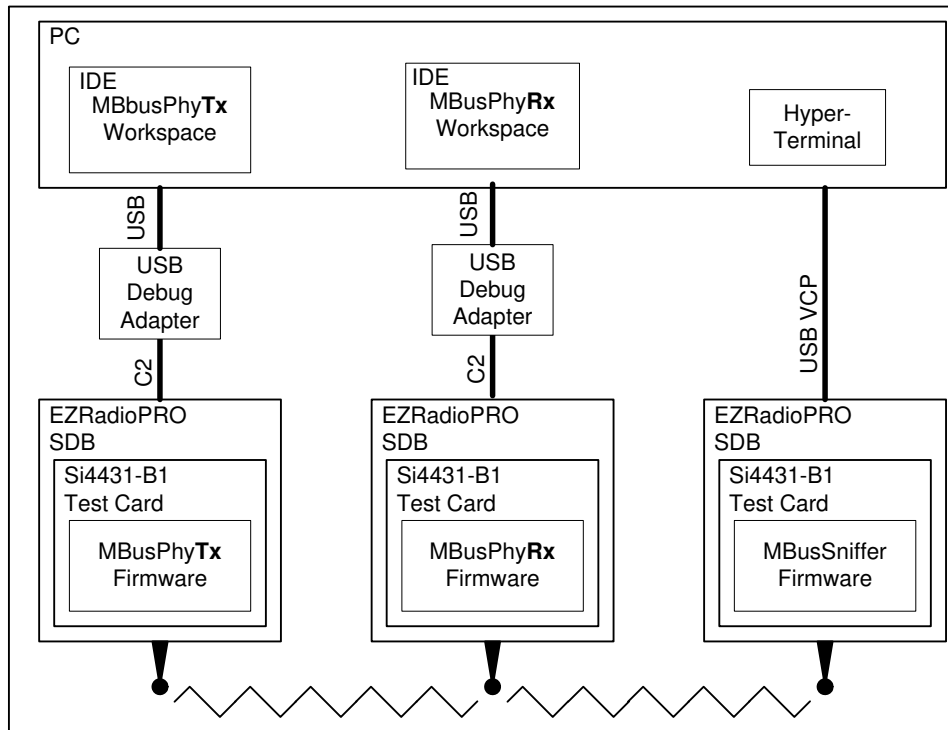 PC
IDE
MBbusPhyTx
Workspace
IDE
MBusPhyRx
Workspace
Hyper-
Terminal
USB
USB
USB VCP
USB
Debug
Adapter
USB
Debug
Adapter
C2
C2
EZRadioPRO
SDB
Si4431-B1
Test Card
MBusPhyTx
Firmware
EZRadioPRO
SDB
Si4431-B1
Test Card
MBusPhyRx
Firmware
EZRadioPRO
SDB
Si4431-B1
Test Card
MBusSniffer
Firmware